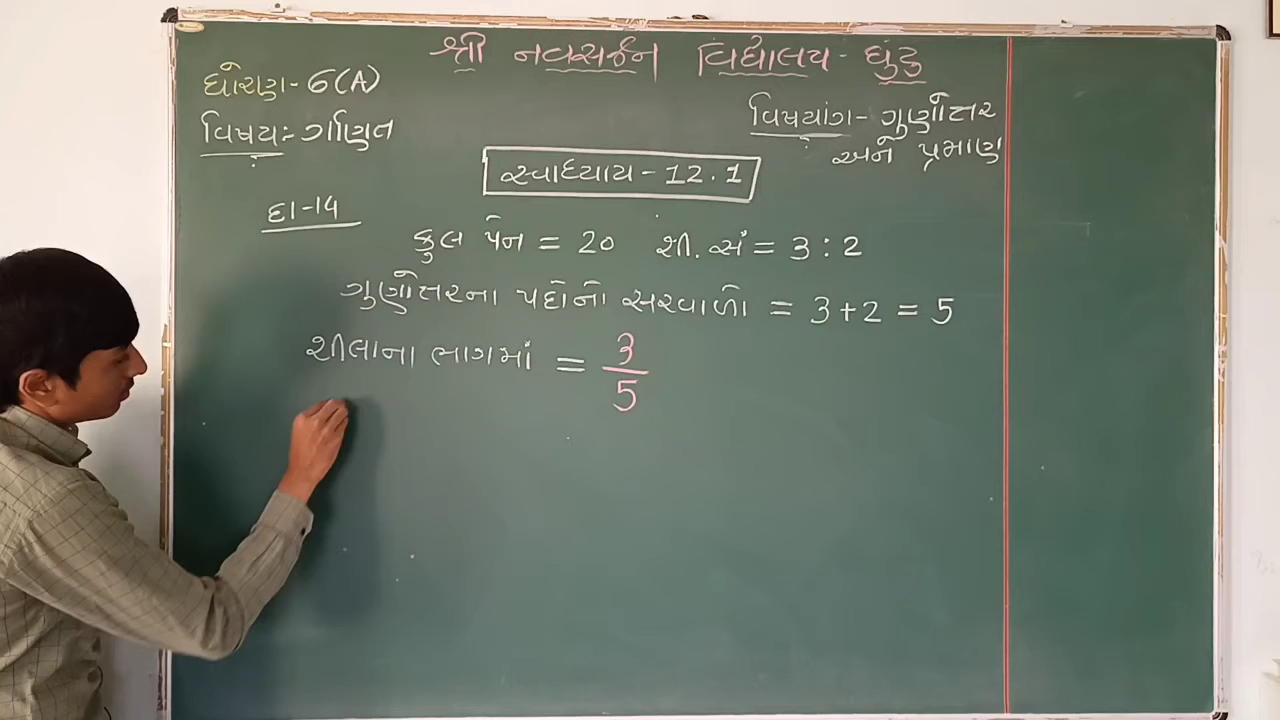 શ્રી નવસર્જન વિદ્યાલય - ઘુંટુ
ધોરણ - 6 (A)
વિષય:- ગણિત
વિષયાંગ - ગુણોત્તર
અને પ્રમાણ
સ્વાધ્યાય - 12.1
દા-14
કુલ પેન = 20 શી. સં = 3 : 2
ગુણોત્તરના પદોનો સરવાળો = 3 + 2 = 5
શીલાના ભાગમાં = 3/5